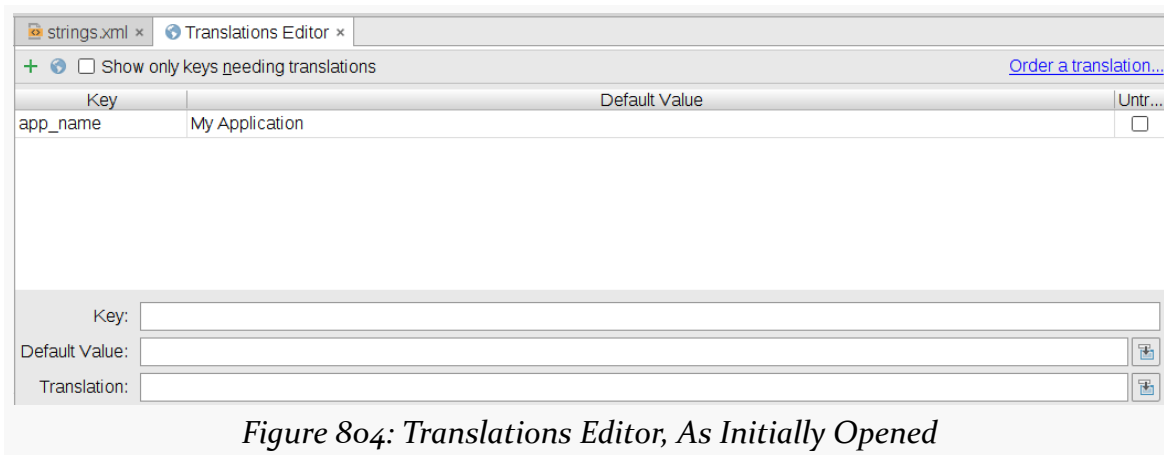 strings.xml × Translations Editor ×
Show only keys needing translations Order a translation...
Key Default Value Untr...
app_name My Application
Key:
Default Value:
Translation:
Figure 804: Translations Editor, As Initially Opened